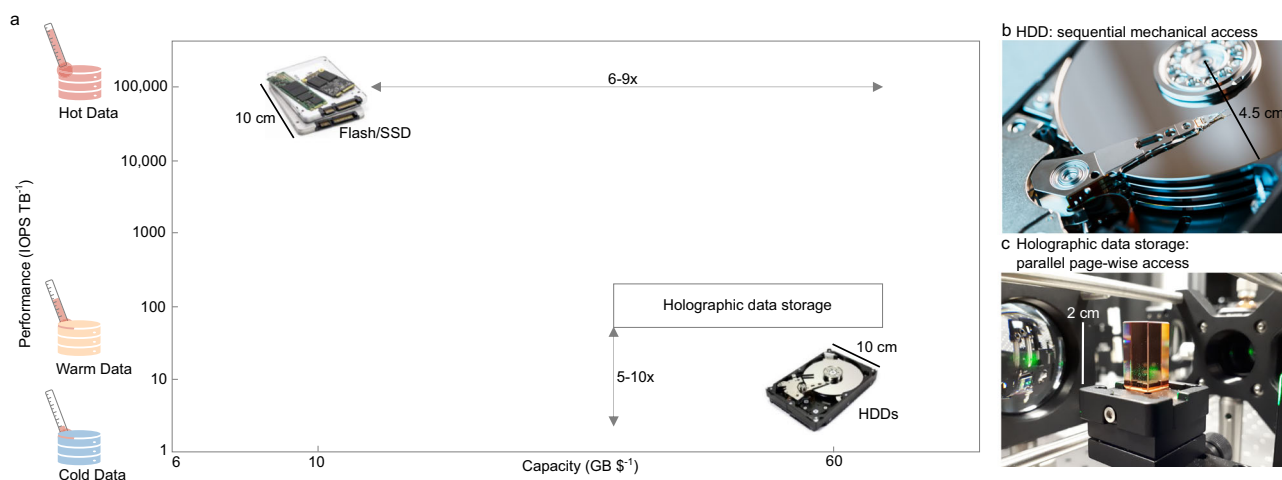 a
Hot Data
Warm Data
Cold Data
Performance (IOPS TB⁻¹)
100,000
10,000
1000
100
10
1
6
10
60
Capacity (GB $⁻¹)
10 cm
Flash/SSD
6-9x
Holographic data storage
5-10x
10 cm
HDDs
b HDD: sequential mechanical access
4.5 cm
c Holographic data storage:
parallel page-wise access
2 cm